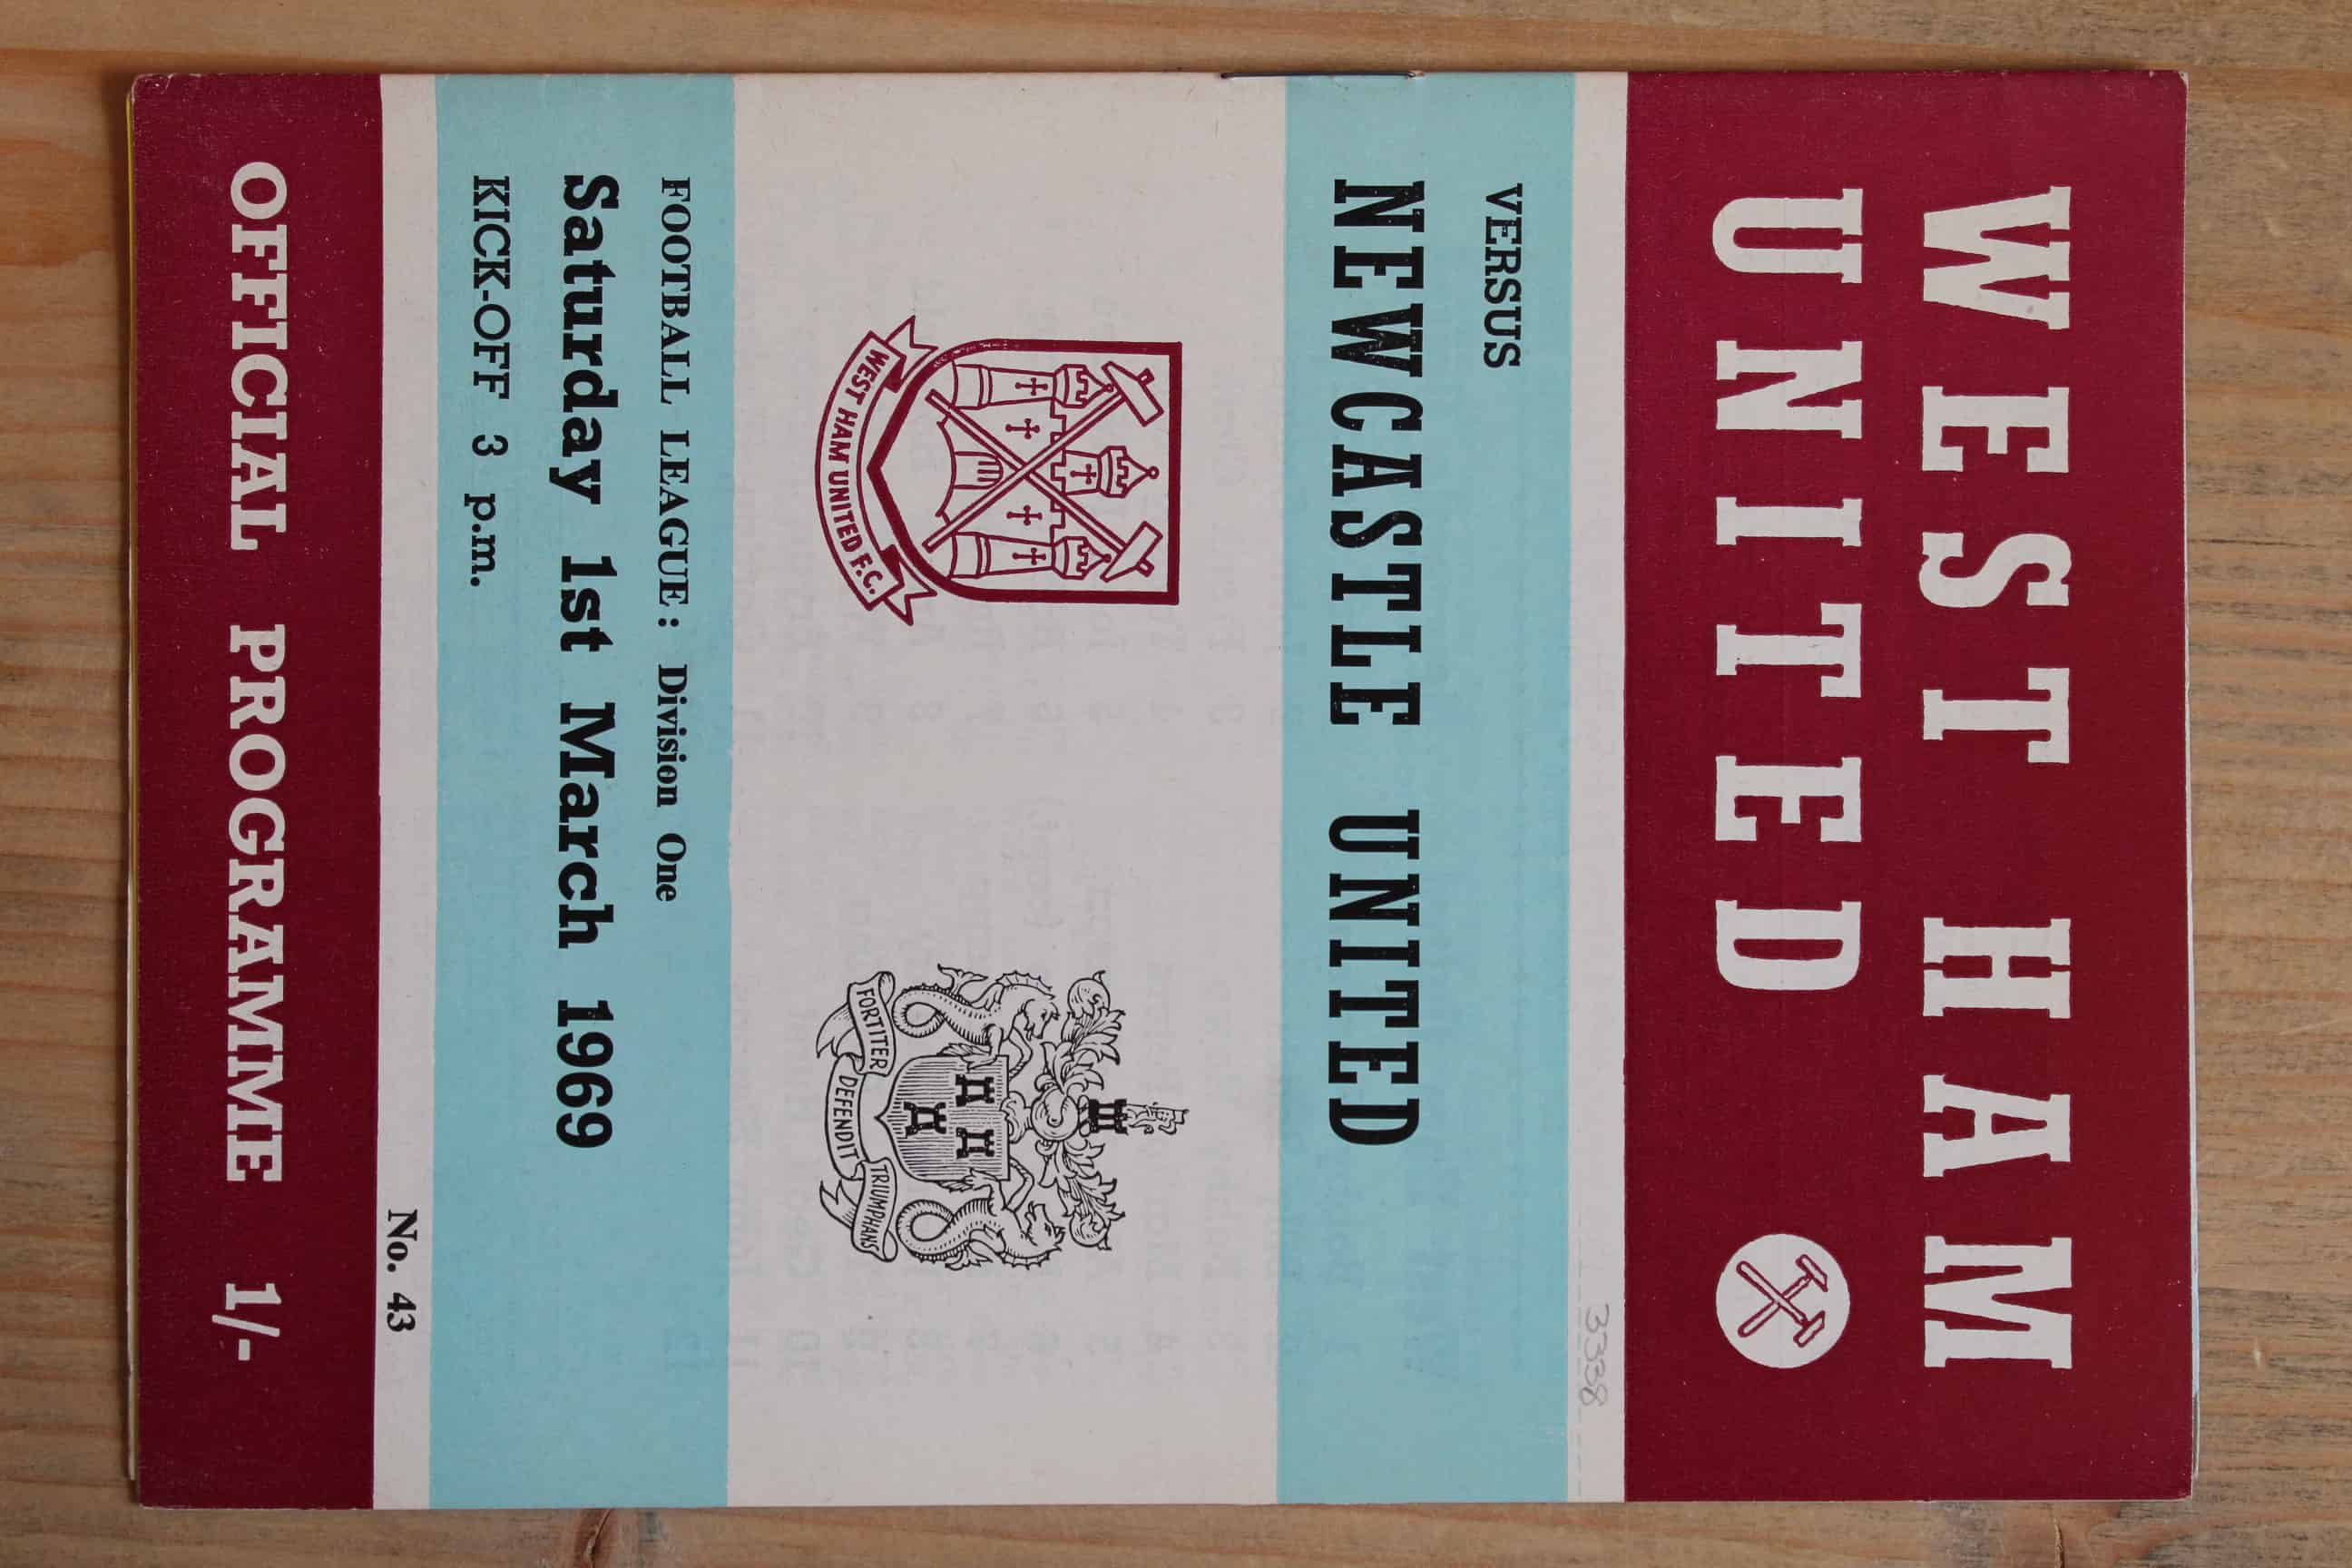 WEST HAM
UNITED
3338
VERSUS
NEWCASTLE UNITED
WEST HAM UNITED F.C.
FORTITER DEFENDIT TRIUMPHANS
FOOTBALL LEAGUE : Division One
Saturday 1st March 1969
KICK-OFF 3 p.m.
No. 43
OFFICIAL PROGRAMME 1/-